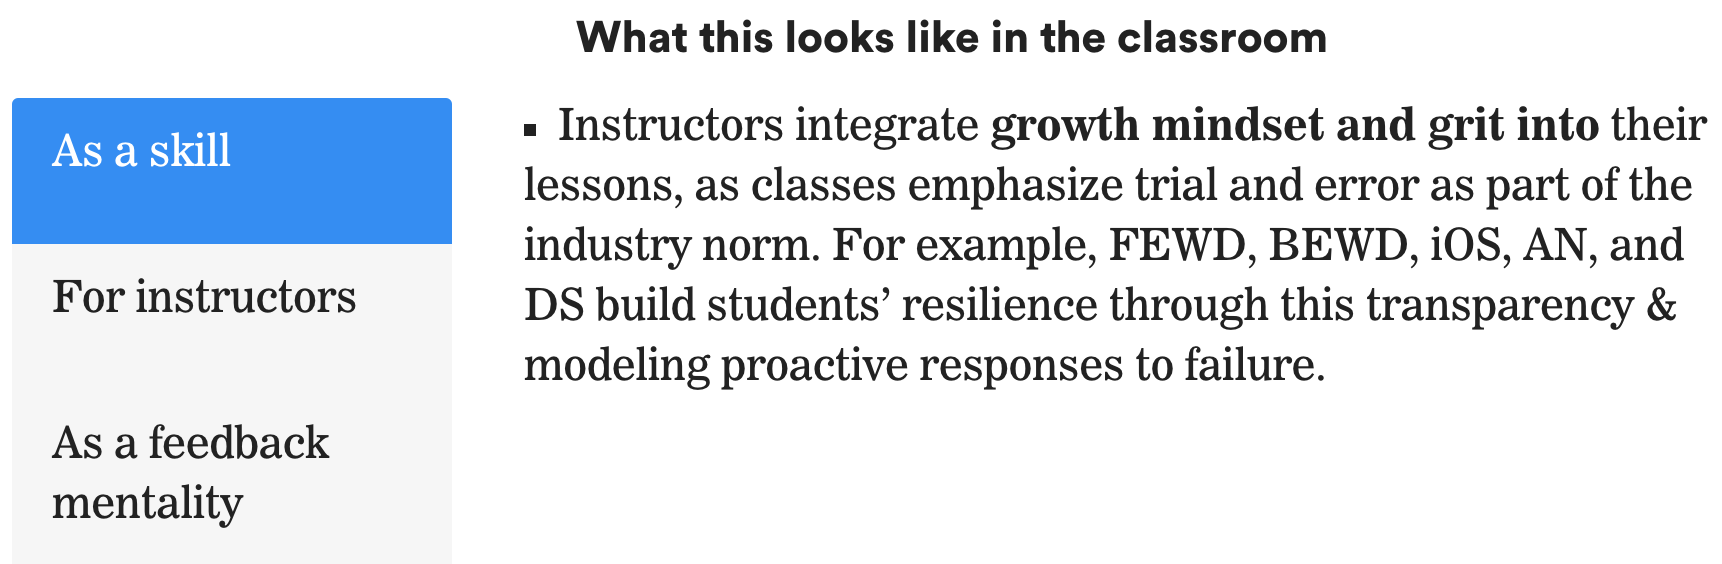 What this looks like in the classroom
As a skill
For instructors
As a feedback
mentality
▪ Instructors integrate growth mindset and grit into their
lessons, as classes emphasize trial and error as part of the
industry norm. For example, FEWD, BEWD, iOS, AN, and
DS build students’ resilience through this transparency &
modeling proactive responses to failure.